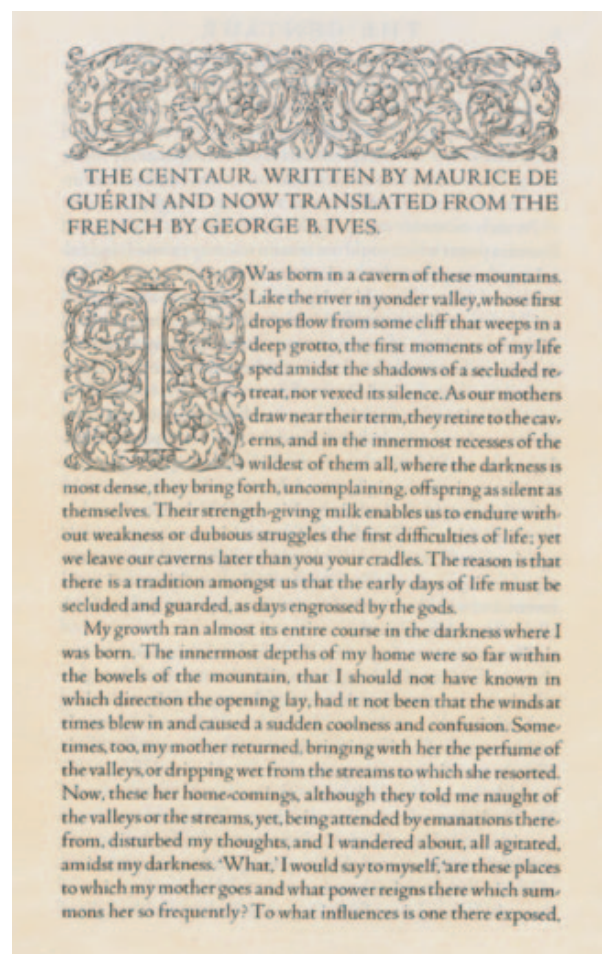 THE CENTAUR. WRITTEN BY MAURICE DE
GUÉRIN AND NOW TRANSLATED FROM THE
FRENCH BY GEORGE B. IVES.
I Was born in a cavern of these mountains.
Like the river in yonder valley, whose first
drops flow from some cliff that weeps in a
deep grotto, the first moments of my life
sped amidst the shadows of a secluded re-
treat, nor vexed its silence. As our mothers
draw near their term, they retire to the cav-
erns, and in the innermost recesses of the
wildest of them all, where the darkness is
most dense, they bring forth, uncomplaining, offspring as silent as
themselves. Their strength-giving milk enables us to endure with-
out weakness or dubious struggles the first difficulties of life; yet
we leave our caverns later than you your cradles. The reason is that
there is a tradition amongst us that the early days of life must be
secluded and guarded, as days engrossed by the gods.
My growth ran almost its entire course in the darkness where I
was born. The innermost depths of my home were so far within
the bowels of the mountain, that I should not have known in
which direction the opening lay, had it not been that the winds at
times blew in and caused a sudden coolness and confusion. Some-
times, too, my mother returned, bringing with her the perfume of
the valleys, or dripping wet from the streams to which she resorted.
Now, these her home-comings, although they told me naught of
the valleys or the streams, yet, being attended by emanations there-
from, disturbed my thoughts, and I wandered about, all agitated,
amidst my darkness. 'What,' I would say to myself, 'are these places
to which my mother goes and what power reigns there which sum-
mons her so frequently? To what influences is one there exposed,